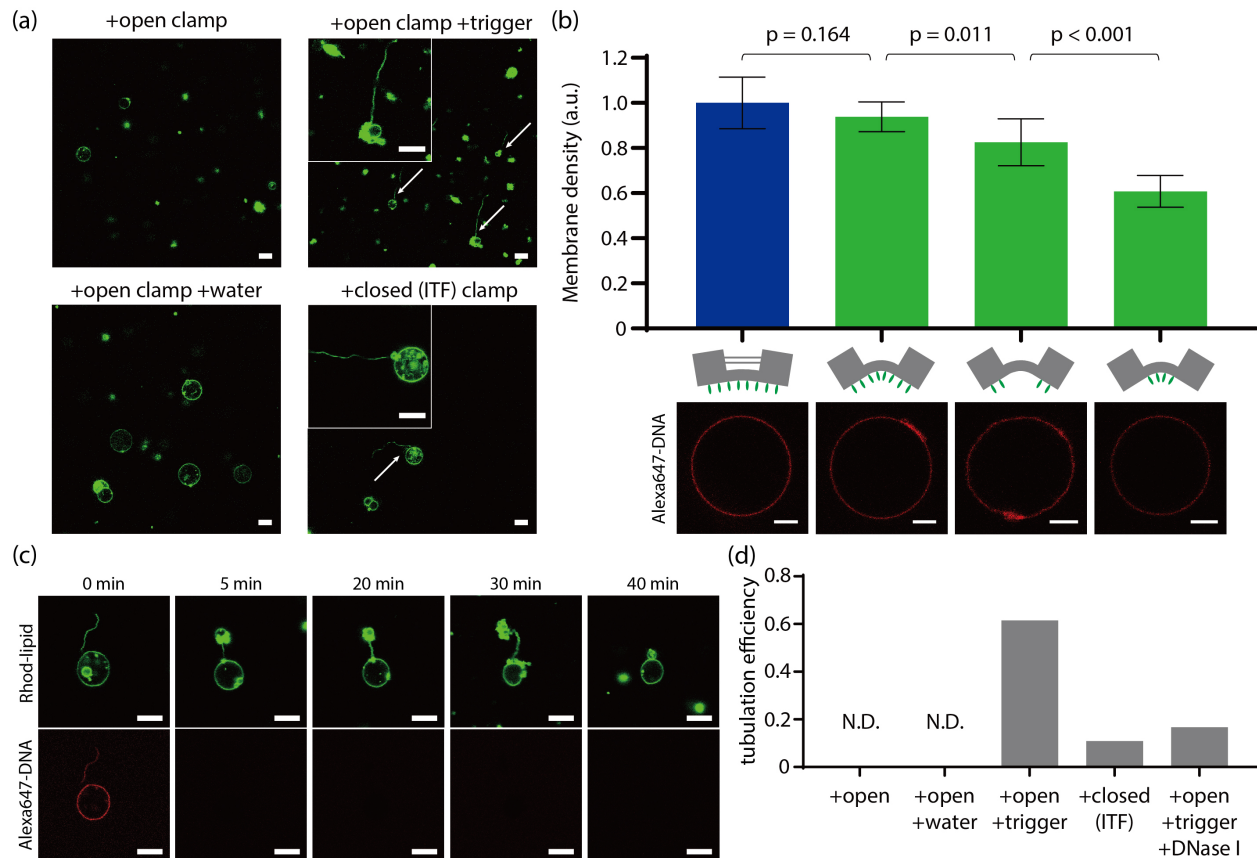 (a)
+open clamp
+open clamp +trigger
+open clamp +water
+closed (ITF) clamp
(b)
p = 0.164
p = 0.011
p < 0.001
Membrane density (a.u.)
1.2
1.0
0.8
0.6
0.4
0.2
0
Alexa647-DNA
(c)
0 min
5 min
20 min
30 min
40 min
Rhod-lipid
Alexa647-DNA
(d)
tubulation efficiency
0.8
0.6
0.4
0.2
0
N.D.
N.D.
+open
+open
+water
+open
+trigger
+closed
(ITF)
+open
+trigger
+DNase I